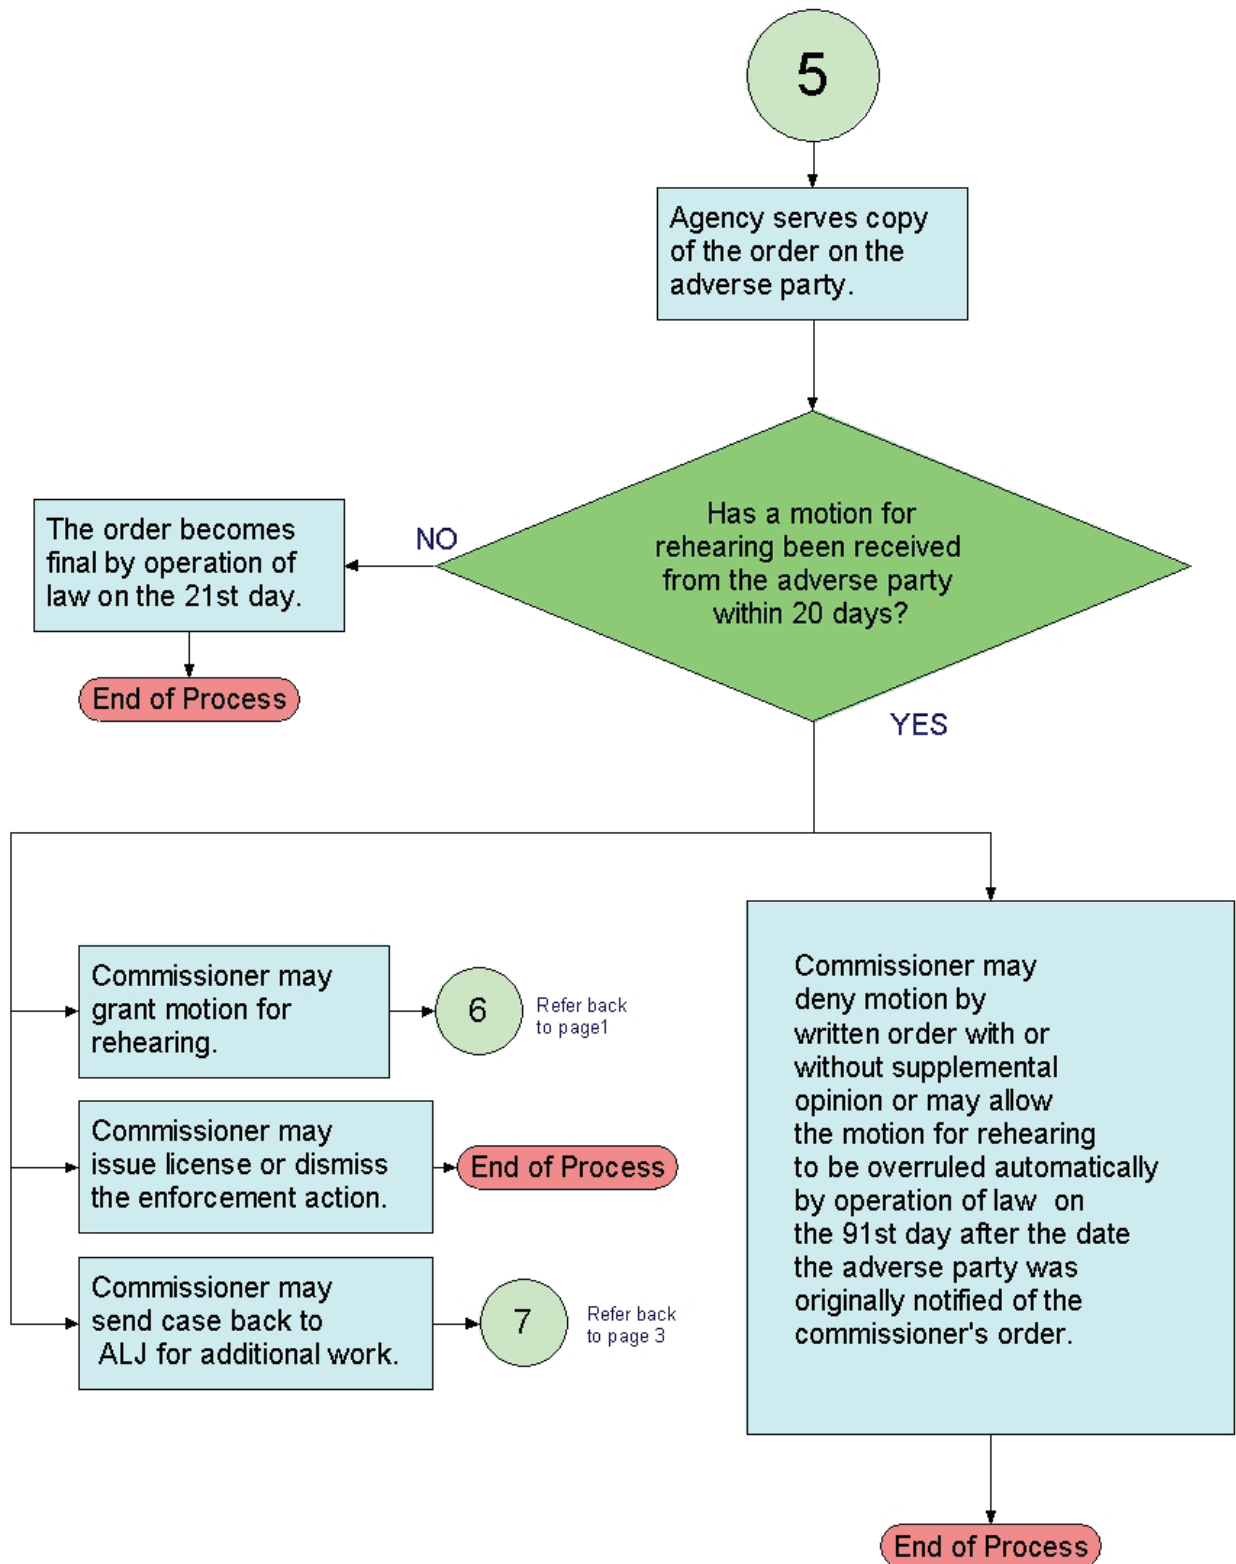 5
Agency serves copy
of the order on the
adverse party.
Has a motion for
rehearing been received
from the adverse party
within 20 days?
NO
The order becomes
final by operation of
law on the 21st day.
End of Process
YES
Commissioner may
grant motion for
rehearing.
6
Refer back
to page1
Commissioner may
issue license or dismiss
the enforcement action.
End of Process
Commissioner may
send case back to
ALJ for additional work.
7
Refer back
to page 3
Commissioner may
deny motion by
written order with or
without supplemental
opinion or may allow
the motion for rehearing
to be overruled automatically
by operation of law  on
the 91st day after the date
the adverse party was
originally notified of the
commissioner's order.
End of Process